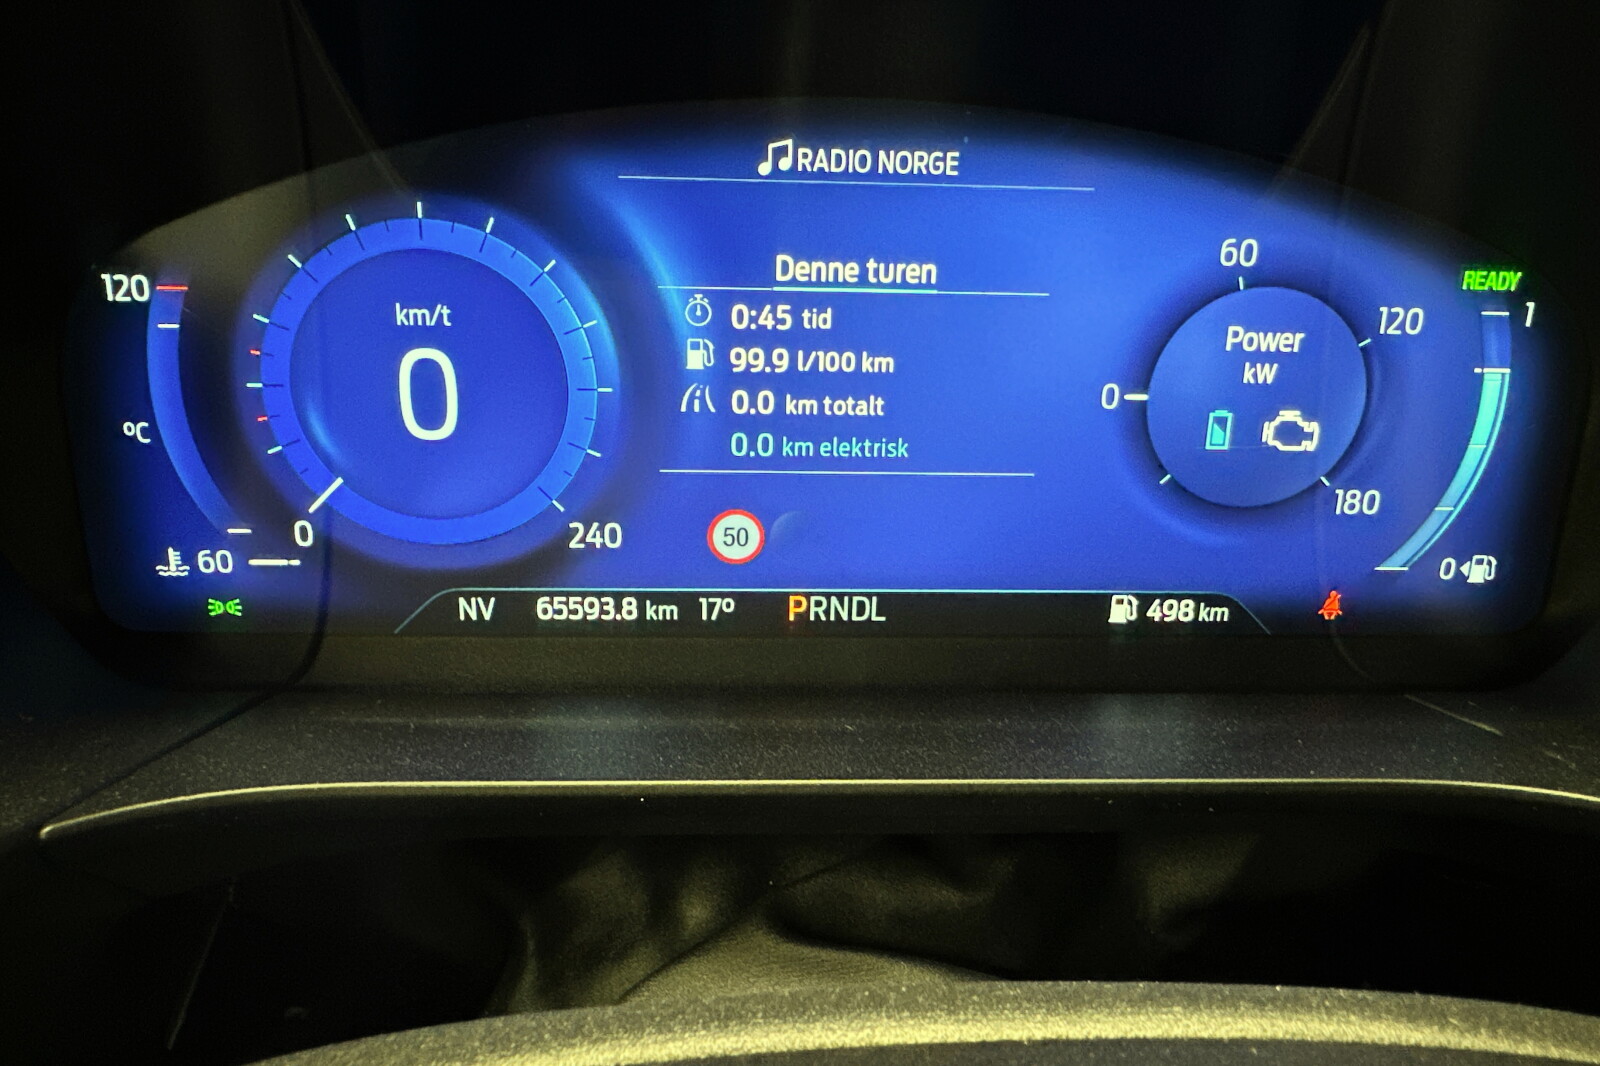 RADIO NORGE
120
°C
60
km/t
0
0
240
Denne turen
0:45 tid
99.9 l/100 km
0.0 km totalt
0.0 km elektrisk
50
60
120
0
180
Power
kW
READY
1
0
NV 65593.8 km 17° PRNDL 498 km